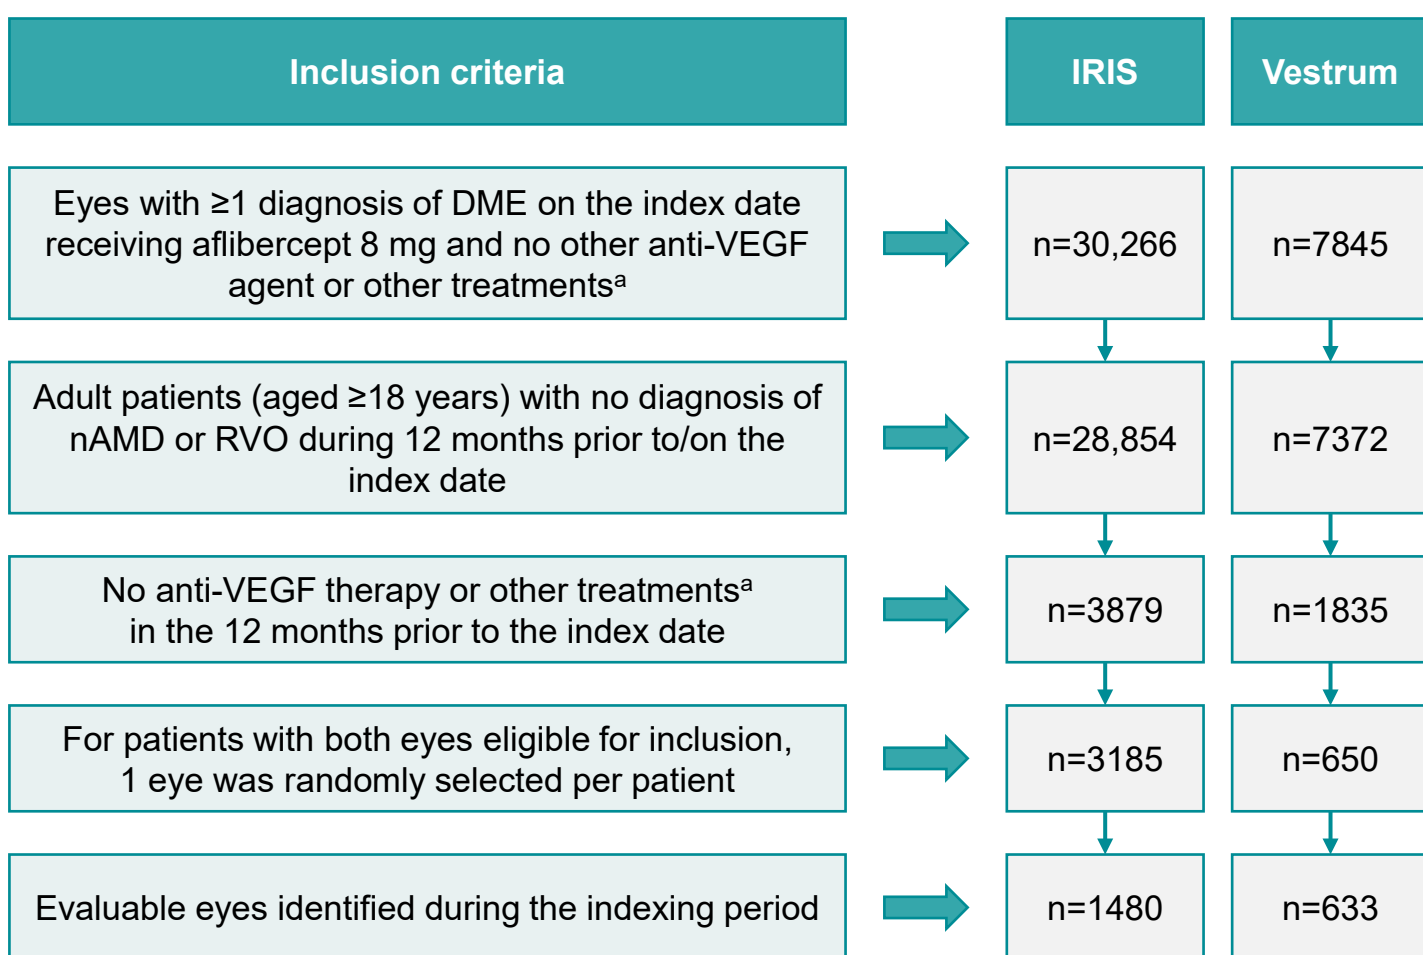 Inclusion criteria
IRIS
Vestrum
Eyes with ≥1 diagnosis of DME on the index date
receiving aflibercept 8 mg and no other anti-VEGF
agent or other treatmentsᵃ
n=30,266
n=7845
Adult patients (aged ≥18 years) with no diagnosis of
nAMD or RVO during 12 months prior to/on the
index date
n=28,854
n=7372
No anti-VEGF therapy or other treatmentsᵃ
in the 12 months prior to the index date
n=3879
n=1835
For patients with both eyes eligible for inclusion,
1 eye was randomly selected per patient
n=3185
n=650
Evaluable eyes identified during the indexing period
n=1480
n=633